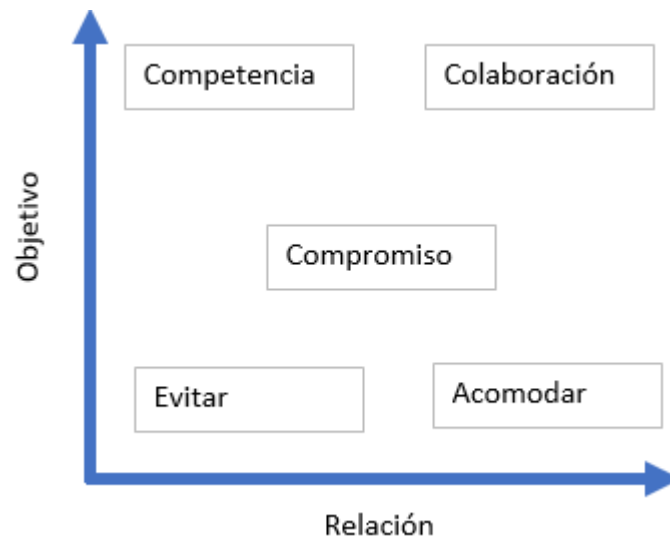 Competencia
Colaboración
Objetivo
Compromiso
Evitar
Acomodar
Relación